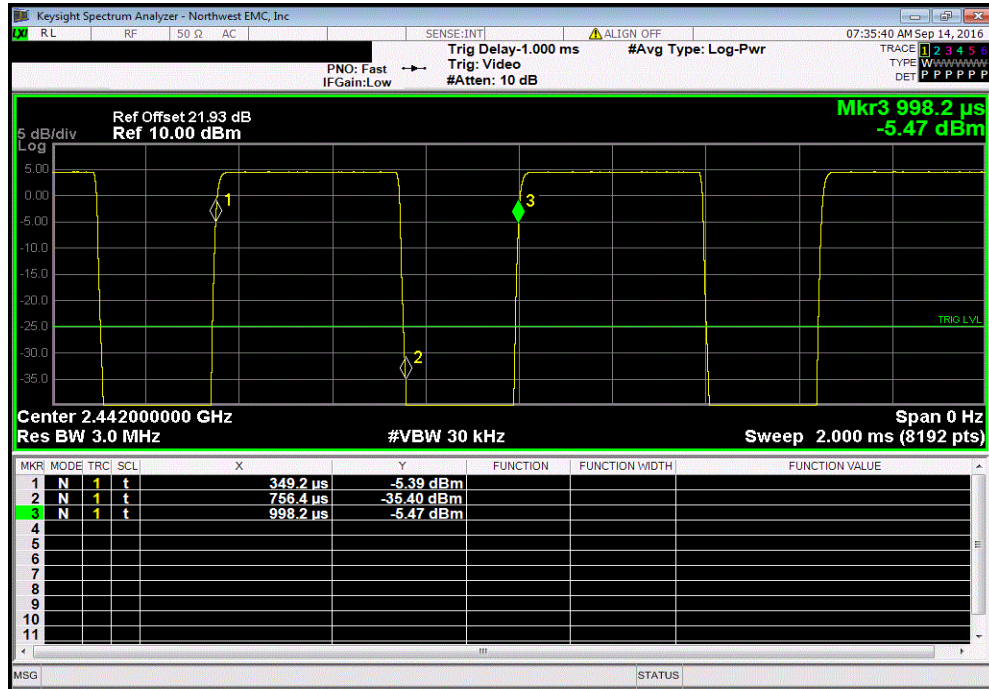 Keysight Spectrum Analyzer - Northwest EMC, Inc
LXI RL RF 50 Ω AC SENSE:INT ALIGN OFF 07:35:40 AM Sep 14, 2016
Trig Delay-1.000 ms #Avg Type: Log-Pwr TRACE 1 2 3 4 5 6
PNO: Fast Trig: Video TYPE WWWWWW
IFGain:Low #Atten: 10 dB DET P P P P P P
Mkr3 998.2 µs
-5.47 dBm
Ref Offset 21.93 dB
5 dB/div Ref 10.00 dBm
Log
5.00
0.00
1
3
-5.00
-10.0
-15.0
-20.0
-25.0
TRIG LVL
-30.0
2
-35.0
Center 2.442000000 GHz Span 0 Hz
Res BW 3.0 MHz #VBW 30 kHz Sweep 2.000 ms (8192 pts)
MKR MODE TRC SCL X Y FUNCTION FUNCTION WIDTH FUNCTION VALUE
1 N 1 t 349.2 µs -5.39 dBm
2 N 1 t 756.4 µs -35.40 dBm
3 N 1 t 998.2 µs -5.47 dBm
4
5
6
7
8
9
10
11
MSG STATUS